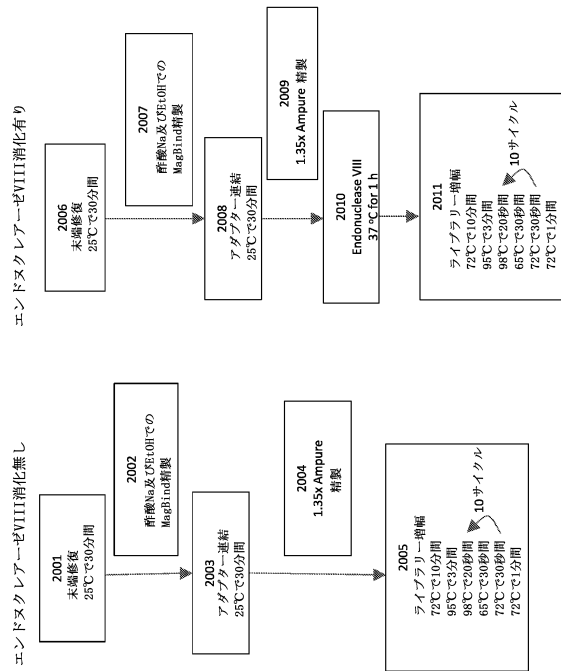 エンドヌクレアーゼVIII消化無し
2001
末端修復
25℃で30分間
2002
酢酸Na及びEtOHでの
MagBind精製
2003
アダプター連結
25℃で30分間
2004
1.35x Ampure
精製
2005
ライブラリー増幅
72℃で10分間
95℃で3分間
98℃で20秒間
65℃で30秒間
72℃で30秒間
72℃で1分間
10サイクル
エンドヌクレアーゼVIII消化有り
2006
末端修復
25℃で30分間
2007
酢酸Na及びEtOHでの
MagBind精製
2008
アダプター連結
25℃で30分間
2009
1.35x Ampure 精製
2010
Endonuclease VIII
37 ℃ for 1 h
2011
ライブラリー増幅
72℃で10分間
95℃で3分間
98℃で20秒間
65℃で30秒間
72℃で30秒間
72℃で1分間
10サイクル